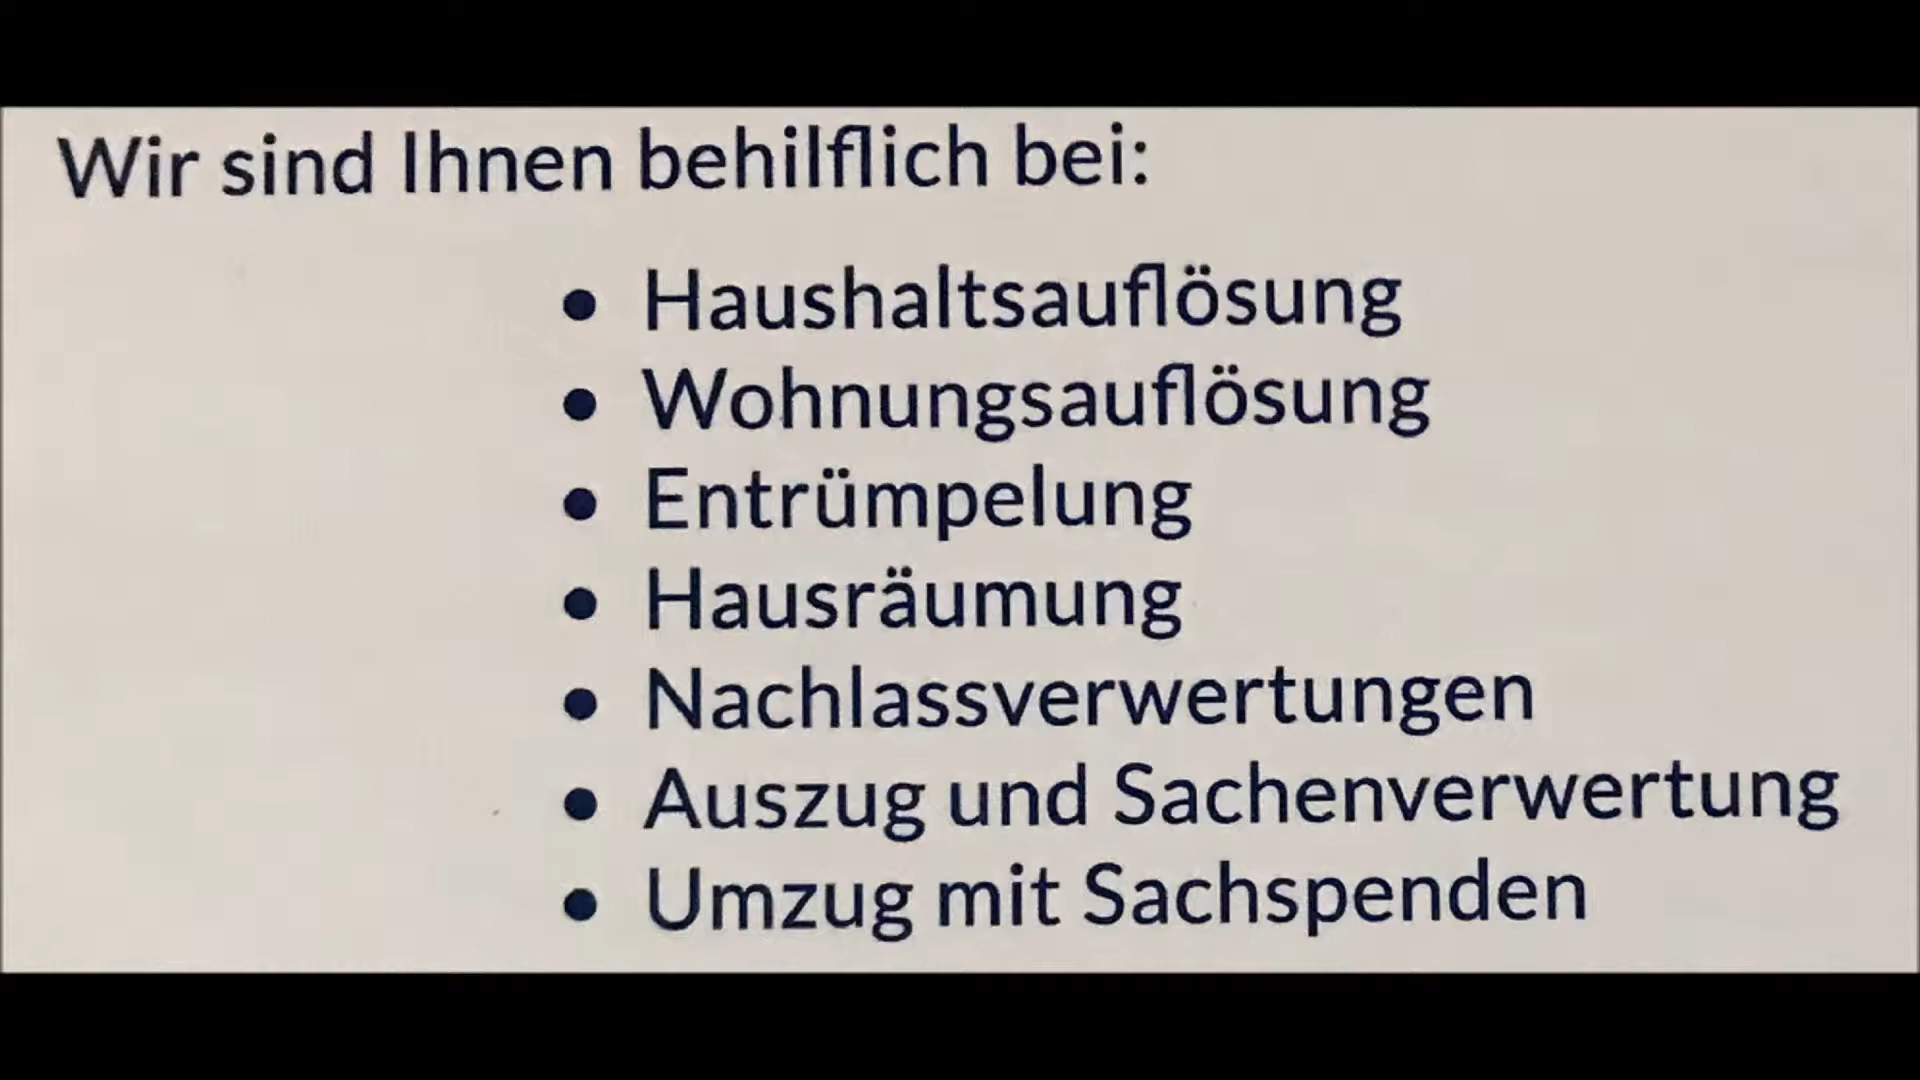 Wir sind Ihnen behilflich bei:
• Haushaltsauflösung
• Wohnungsauflösung
• Entrümpelung
• Hausräumung
• Nachlassverwertungen
• Auszug und Sachenverwertung
• Umzug mit Sachspenden